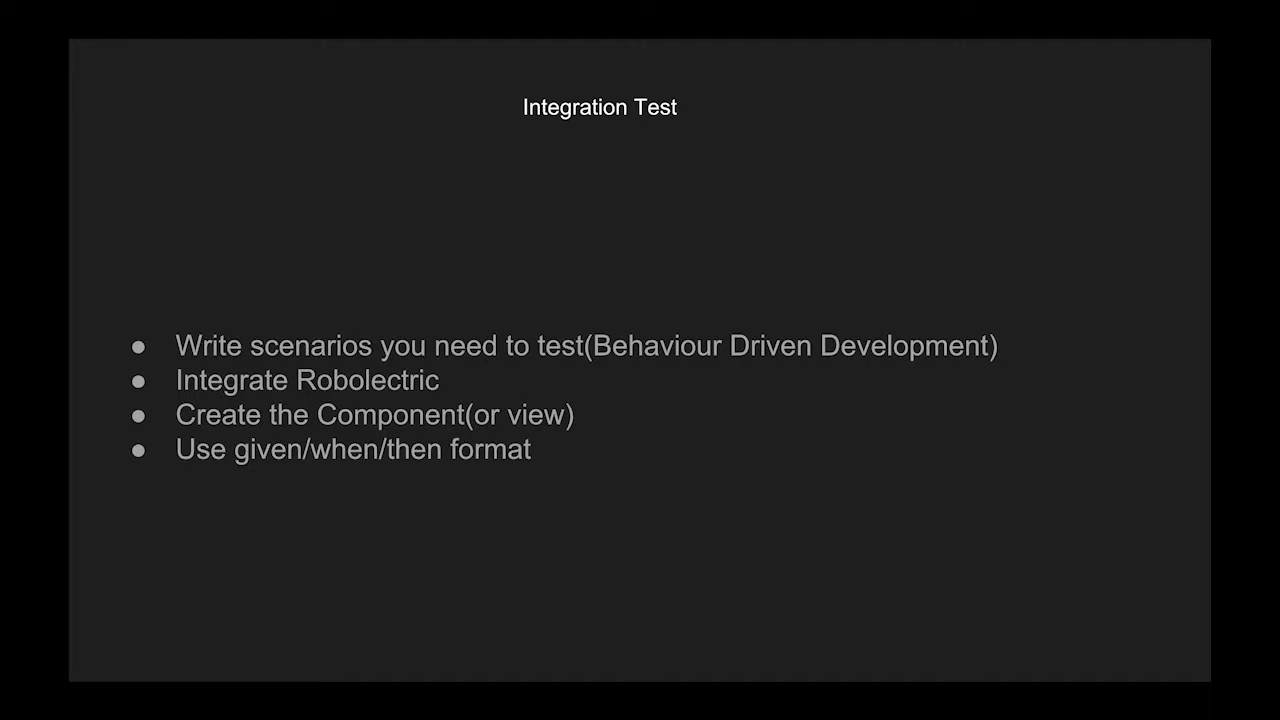 Integration Test
● Write scenarios you need to test(Behaviour Driven Development)
● Integrate Robolectric
● Create the Component(or view)
● Use given/when/then format